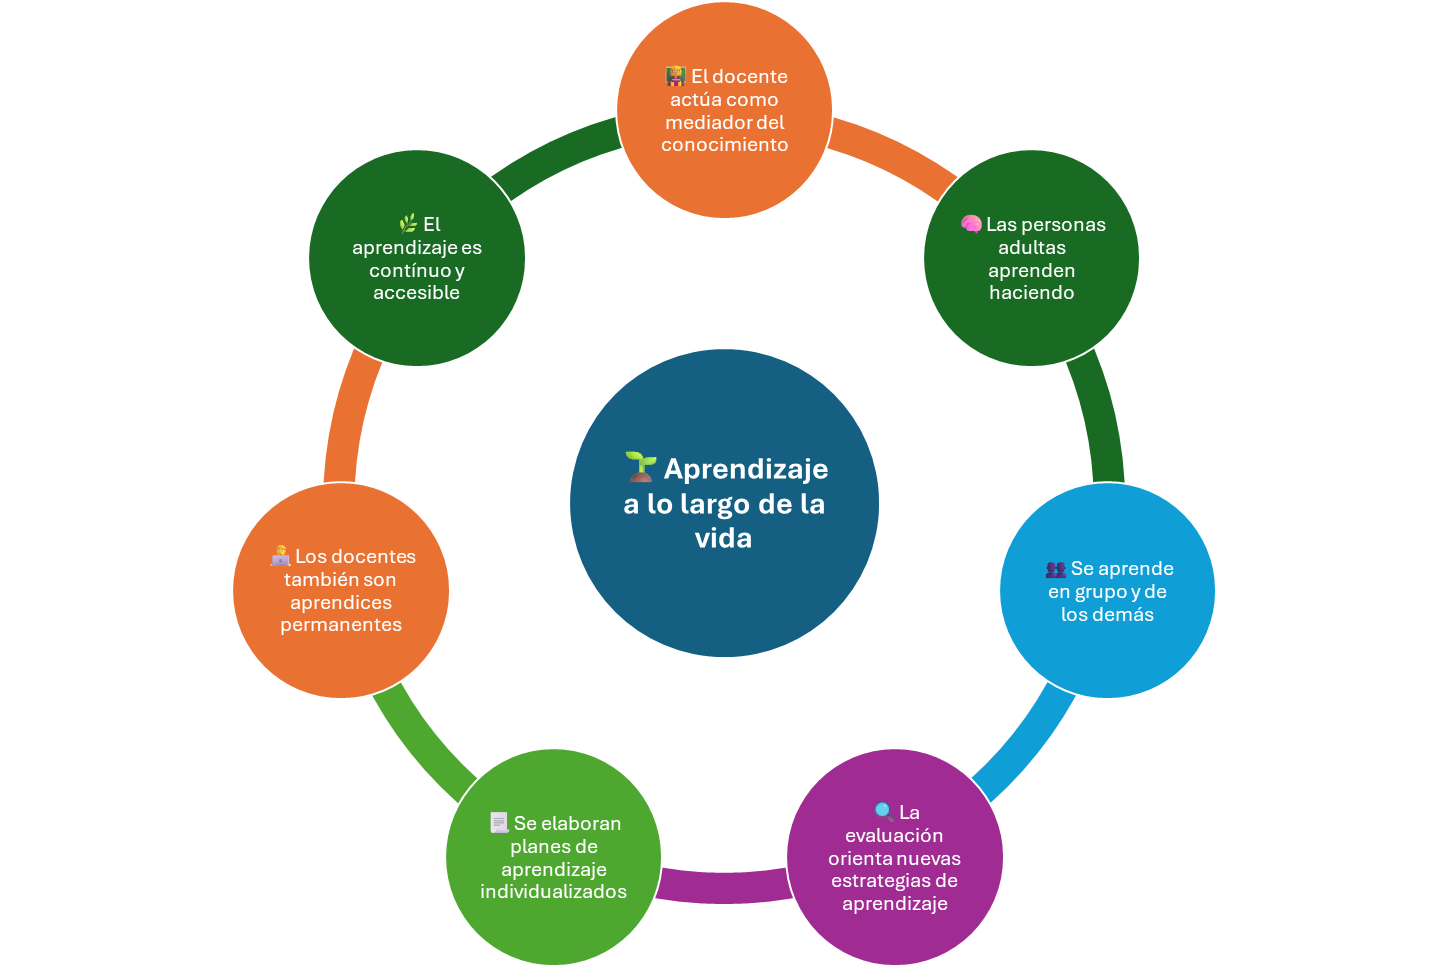 El docente
actúa como
mediador del
conocimiento
Las personas
adultas
aprenden
haciendo
Se aprende
en grupo y de
los demás
La
evaluación
orienta nuevas
estrategias de
aprendizaje
Se elaboran
planes de
aprendizaje
individualizados
Los docentes
también son
aprendices
permanentes
El
aprendizaje es
contínuo y
accesible
Aprendizaje
a lo largo de la
vida